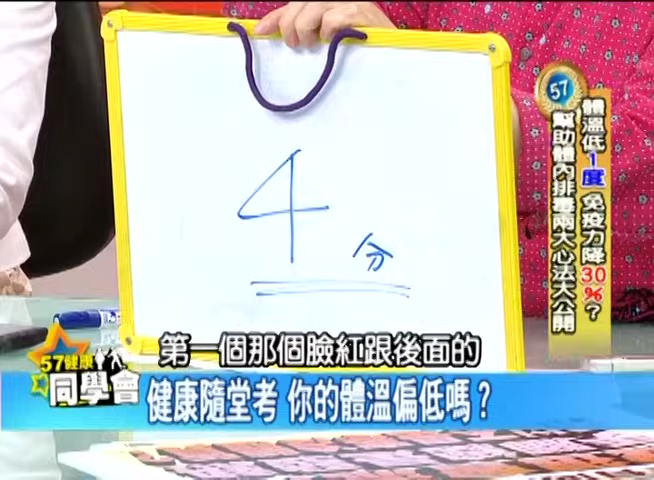 4分
57
體溫低1度 免疫力降30%?
幫助體內排毒兩大心法大公開
第一個那個臉紅跟後面的
57健康
同學會
健康隨堂考 你的體溫偏低嗎?